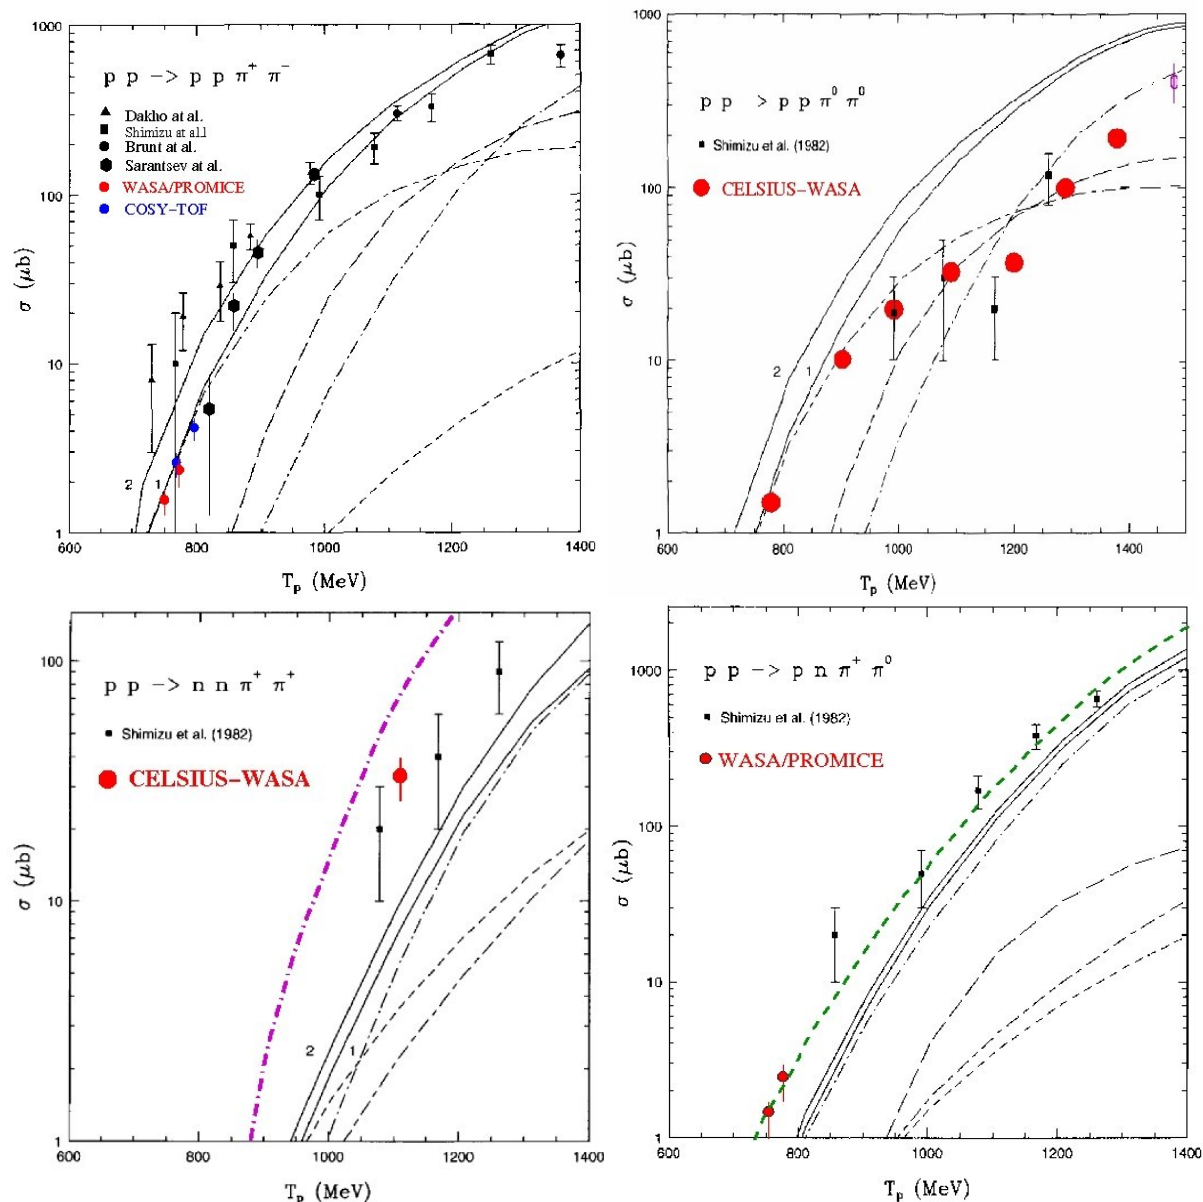 1000
100
10
1
σ (μb)
p p -> p p π+ π-
Dakho at al.
Shimizu at all
Brunt at al.
Sarantsev at al.
WASA/PROMICE
COSY-TOF
2
1
600
800
1000
1200
1400
Tp (MeV)
1000
100
10
1
σ (μb)
p p > p p π0 π0
Shimizu et al. (1982)
CELSIUS-WASA
2
1
600
800
1000
1200
1400
Tp (MeV)
100
10
1
σ (μb)
p p -> n n π+ π+
Shimizu et al. (1982)
CELSIUS-WASA
2
1
600
800
1000
1200
1400
Tp (MeV)
1000
100
10
1
σ (μb)
p p -> p n π+ π0
Shimizu et al. (1982)
WASA/PROMICE
600
800
1000
1200
1400
Tp (MeV)